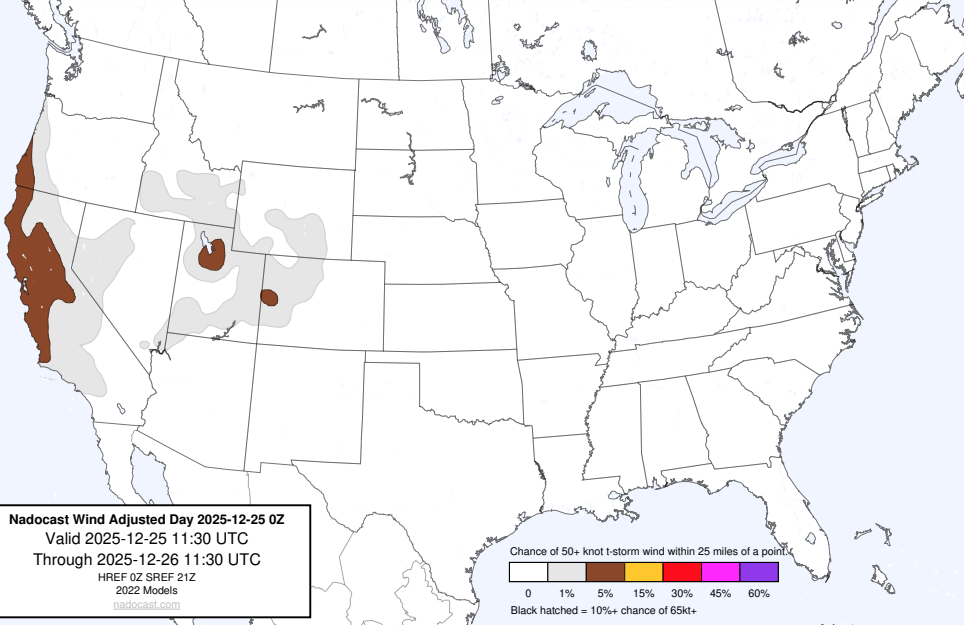 Nadocast Wind Adjusted Day 2025-12-25 0Z
Valid 2025-12-25 11:30 UTC
Through 2025-12-26 11:30 UTC
HREF 0Z SREF 21Z
2022 Models
nadocast.com
Chance of 50+ knot t-storm wind within 25 miles of a point.
0 1% 5% 15% 30% 45% 60%
Black hatched = 10%+ chance of 65kt+